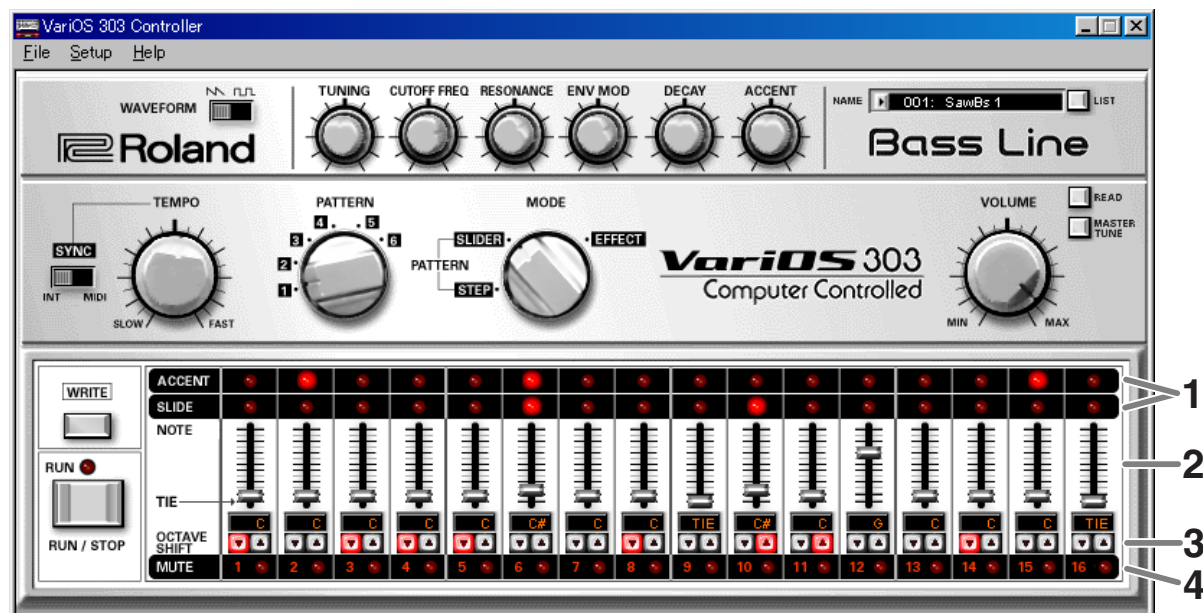 VariOS 303 Controller
File Setup Help
WAVEFORM
Roland
TUNING CUTOFF FREQ RESONANCE ENV MOD DECAY ACCENT
NAME 001: SawBs 1 LIST
Bass Line
TEMPO
SYNC
INT MIDI
SLOW FAST
PATTERN
1 2 3 4 5 6
MODE
PATTERN
SLIDER EFFECT
STEP
VariOS 303
Computer Controlled
VOLUME
MIN MAX
READ
MASTER TUNE
WRITE
RUN
RUN / STOP
ACCENT
SLIDE
1
NOTE
2
TIE
C C C C C C# C C TIE C# C G C C C TIE
OCTAVE SHIFT
3
MUTE 1 2 3 4 5 6 7 8 9 10 11 12 13 14 15 16
4